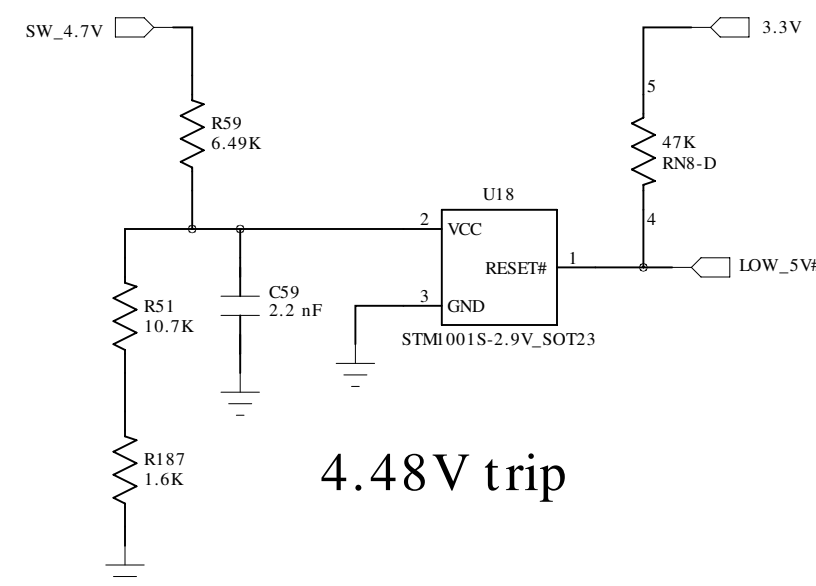 SW_4.7V
3.3V
5
R59
6.49K
47K
RN8-D
U18
4
2
VCC
1
RESET#
LOW_5V#
3
GND
C59
2.2 nF
R51
10.7K
STM1001S-2.9V_SOT23
R187
1.6K
4.48V trip